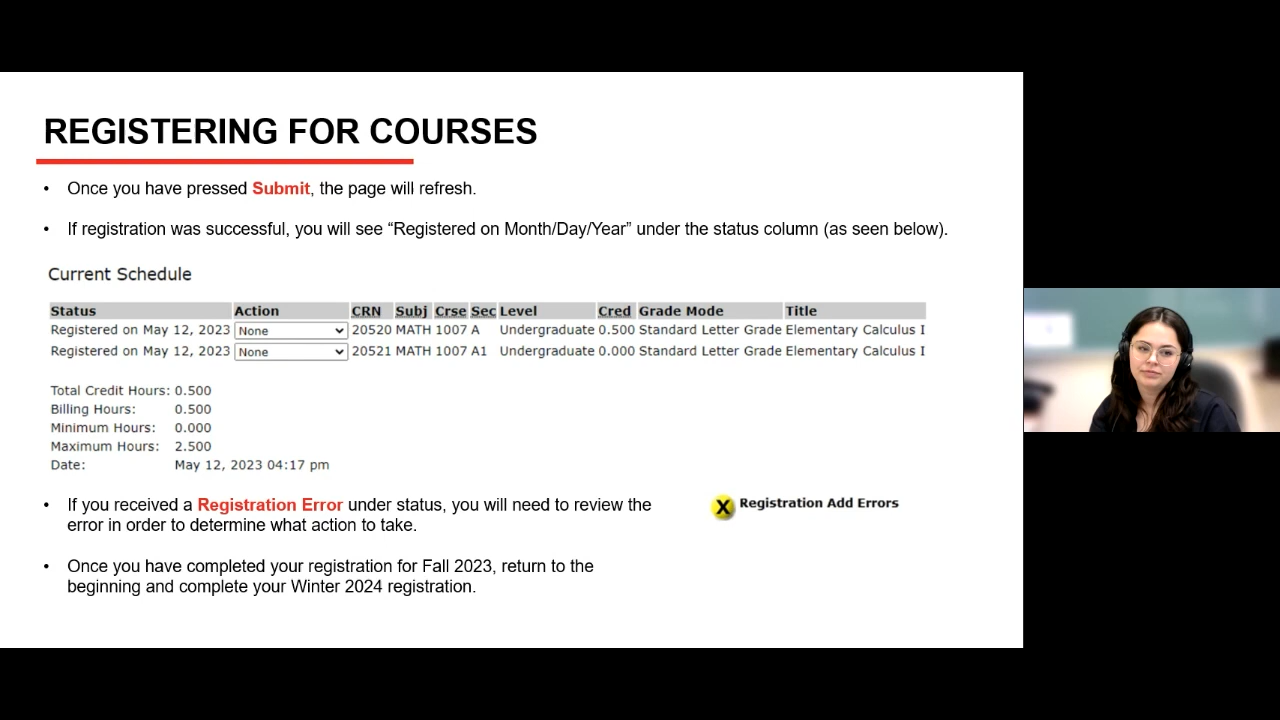 REGISTERING FOR COURSES
• Once you have pressed Submit, the page will refresh.
• If registration was successful, you will see “Registered on Month/Day/Year” under the status column (as seen below).
Current Schedule
Status Action CRN Subj Crse Sec Level Cred Grade Mode Title
Registered on May 12, 2023 None 20520 MATH 1007 A Undergraduate 0.500 Standard Letter Grade Elementary Calculus I
Registered on May 12, 2023 None 20521 MATH 1007 A1 Undergraduate 0.000 Standard Letter Grade Elementary Calculus I
Total Credit Hours: 0.500
Billing Hours: 0.500
Minimum Hours: 0.000
Maximum Hours: 2.500
Date: May 12, 2023 04:17 pm
• If you received a Registration Error under status, you will need to review the
error in order to determine what action to take.
X Registration Add Errors
• Once you have completed your registration for Fall 2023, return to the
beginning and complete your Winter 2024 registration.